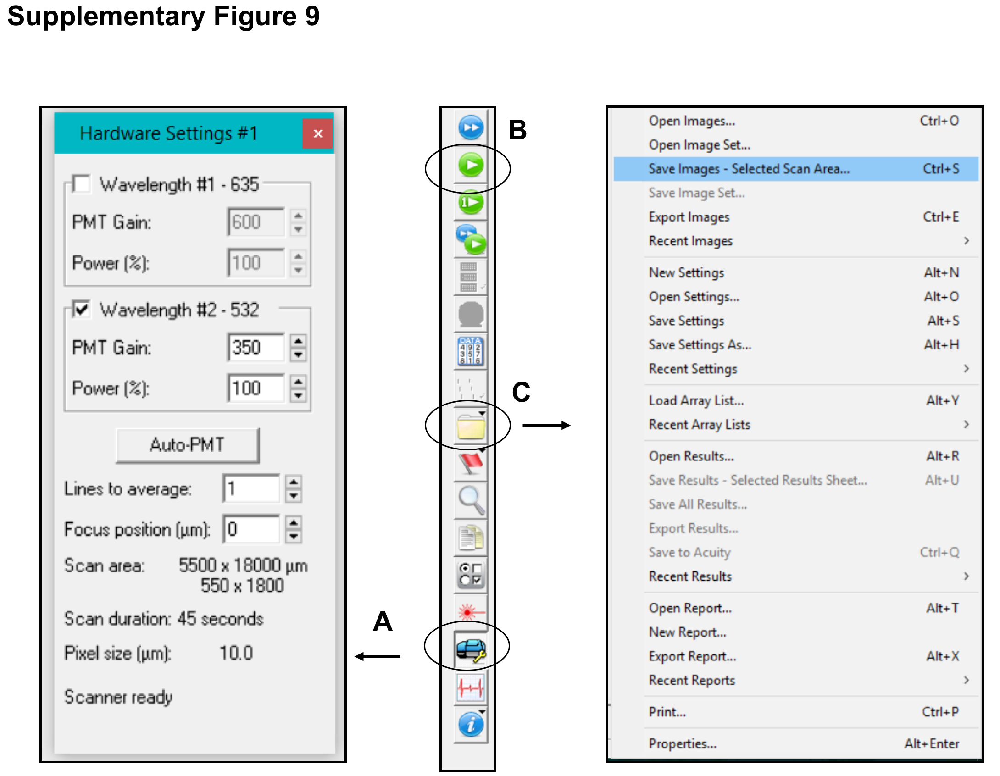 Supplementary Figure 9
Hardware Settings #1
x
Wavelength #1 - 635
PMT Gain: 600
Power (%): 100
Wavelength #2 - 532
PMT Gain: 350
Power (%): 100
Auto-PMT
Lines to average: 1
Focus position (µm): 0
Scan area: 5500 x 18000 µm
550 x 1800
Scan duration: 45 seconds
Pixel size (µm): 10.0
Scanner ready
A
B
1
DATA
4 9 2
3 5 7
8 1 6
C
i
Open Images... Ctrl+O
Open Image Set...
Save Images - Selected Scan Area... Ctrl+S
Save Image Set...
Export Images Ctrl+E
Recent Images >
New Settings Alt+N
Open Settings... Alt+O
Save Settings Alt+S
Save Settings As... Alt+H
Recent Settings >
Load Array List... Alt+Y
Recent Array Lists >
Open Results... Alt+R
Save Results - Selected Results Sheet... Alt+U
Save All Results...
Export Results...
Save to Acuity Ctrl+Q
Recent Results >
Open Report... Alt+T
New Report...
Export Report... Alt+X
Recent Reports >
Print... Ctrl+P
Properties... Alt+Enter